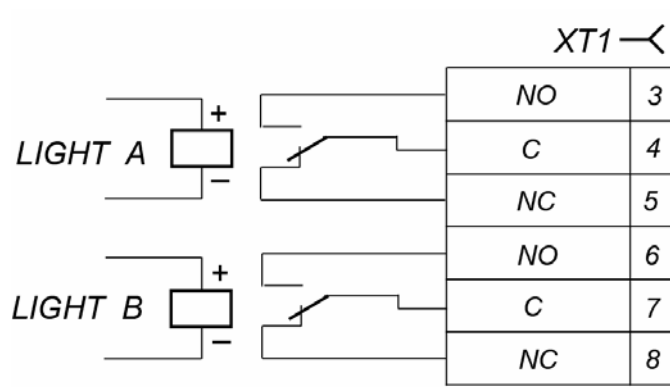 XT1
NO 3
+
LIGHT A
C 4
–
NC 5
NO 6
+
LIGHT B
C 7
–
NC 8